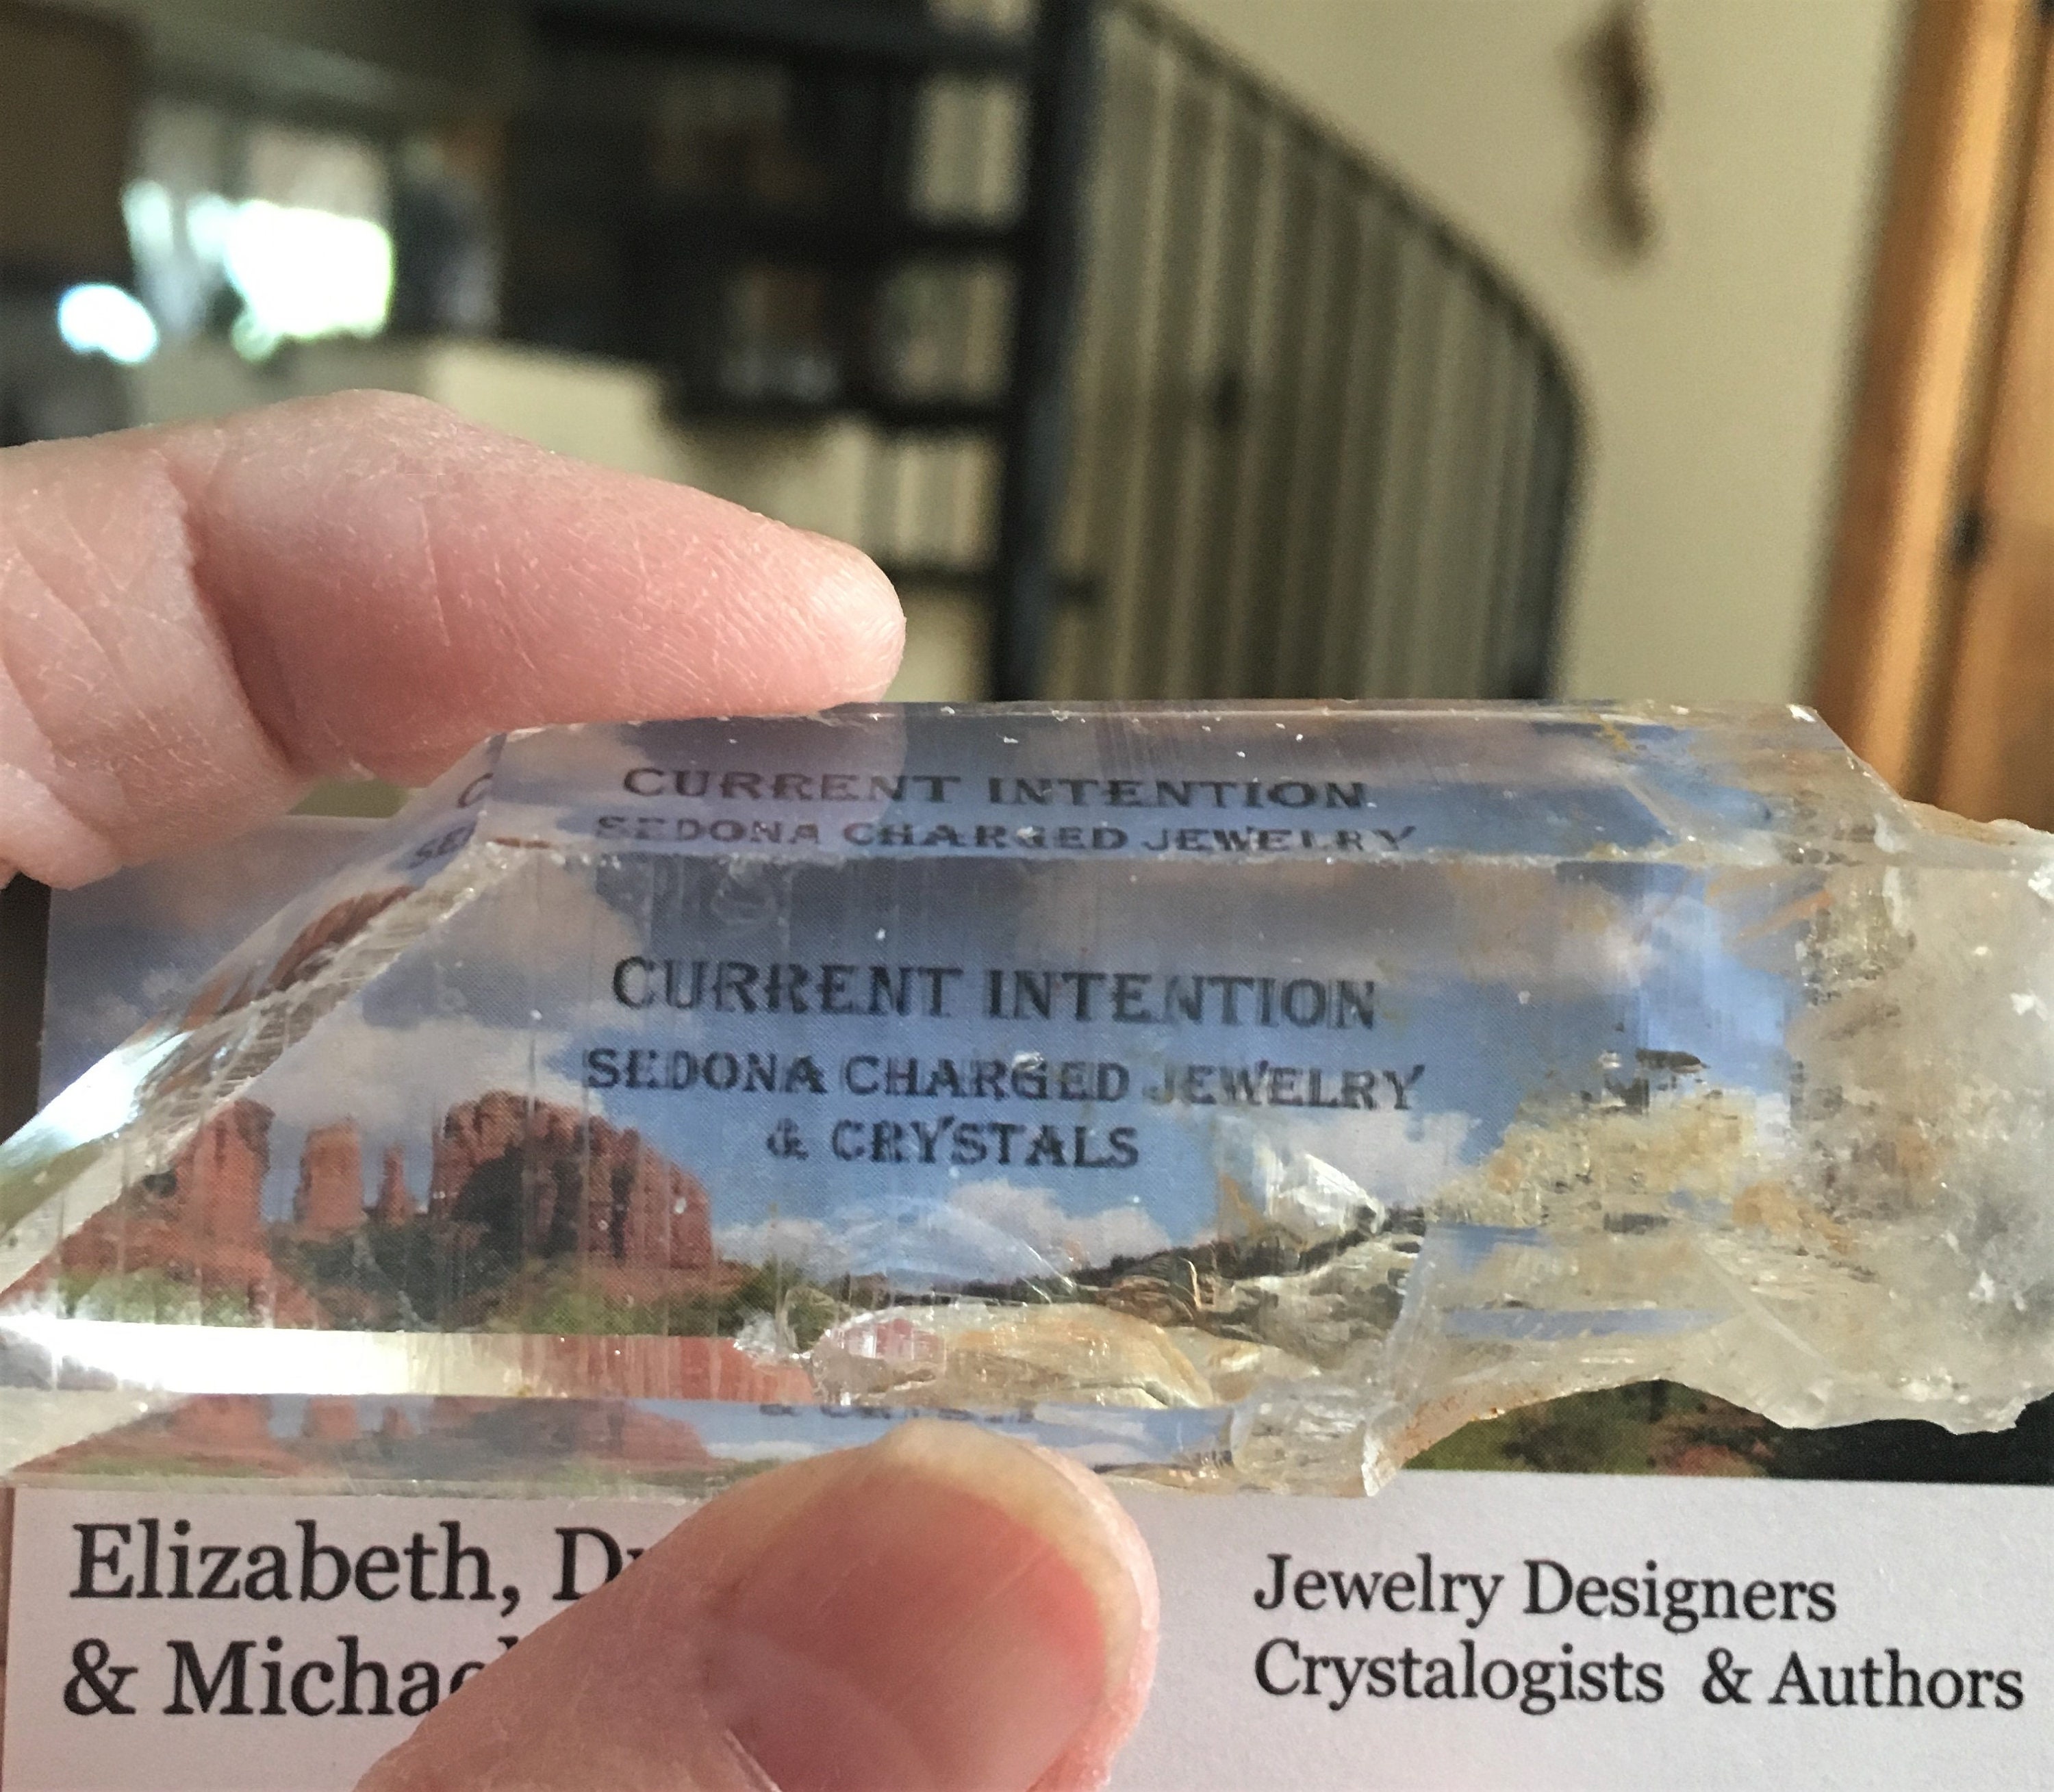 CURRENT INTENTION
SEDONA CHARGED JEWELRY
CURRENT INTENTION
SEDONA CHARGED JEWELRY
& CRYSTALS
Elizabeth,
&
Jewelry Designers
Crystalogists & Authors